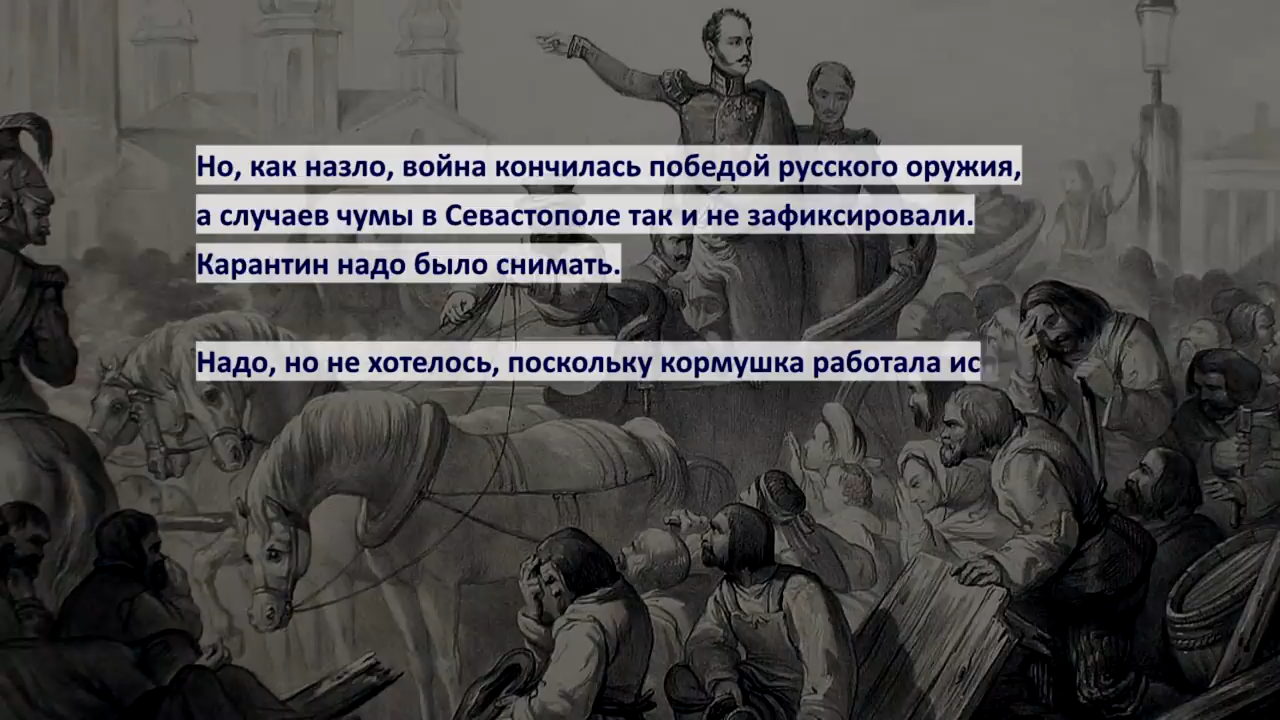 Но, как назло, война кончилась победой русского оружия,
а случаев чумы в Севастополе так и не зафиксировали.
Карантин надо было снимать.
Надо, но не хотелось, поскольку кормушка работала ис